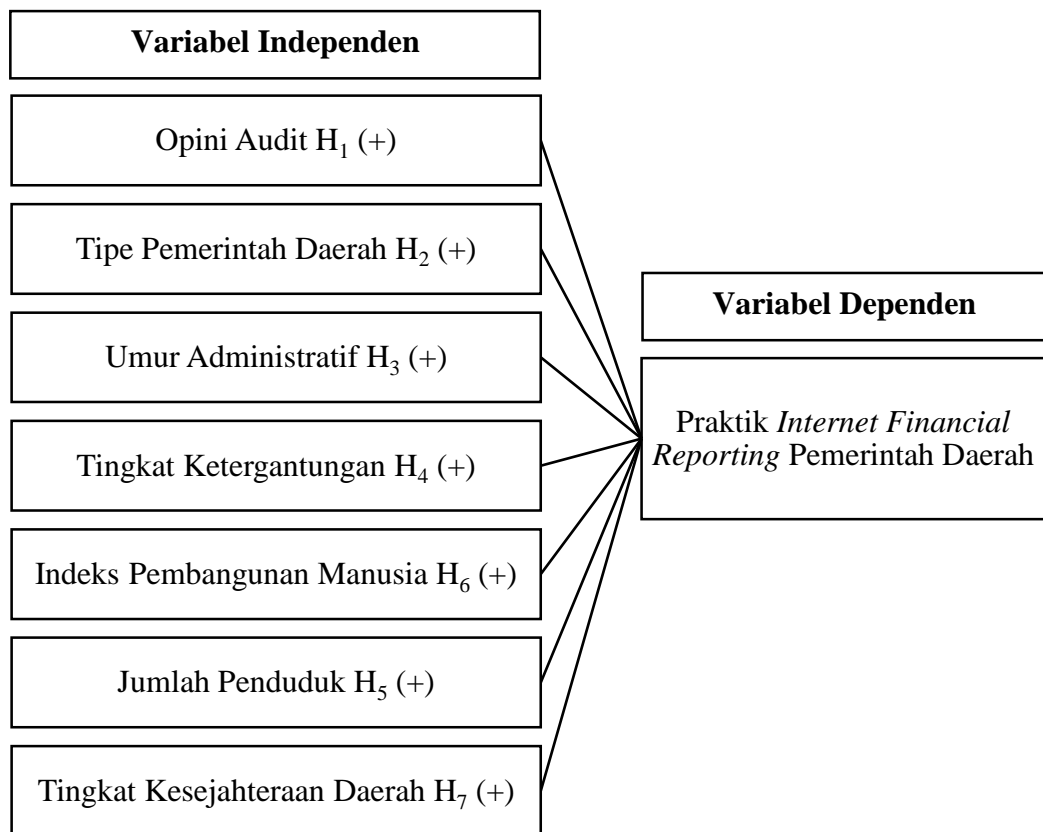 Variabel Independen
Opini Audit H₁ (+)
Tipe Pemerintah Daerah H₂ (+)
Umur Administratif H₃ (+)
Tingkat Ketergantungan H₄ (+)
Indeks Pembangunan Manusia H₆ (+)
Jumlah Penduduk H₅ (+)
Tingkat Kesejahteraan Daerah H₇ (+)
Variabel Dependen
Praktik Internet Financial
Reporting Pemerintah Daerah